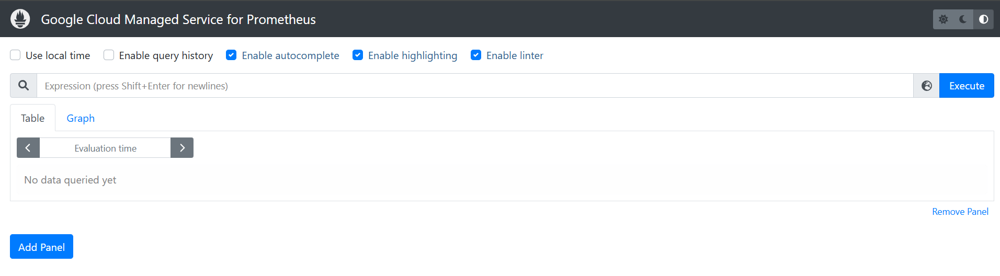 Google Cloud Managed Service for Prometheus
Use local time Enable query history Enable autocomplete Enable highlighting Enable linter
Expression (press Shift+Enter for newlines) Execute
Table Graph
Evaluation time
No data queried yet
Remove Panel
Add Panel